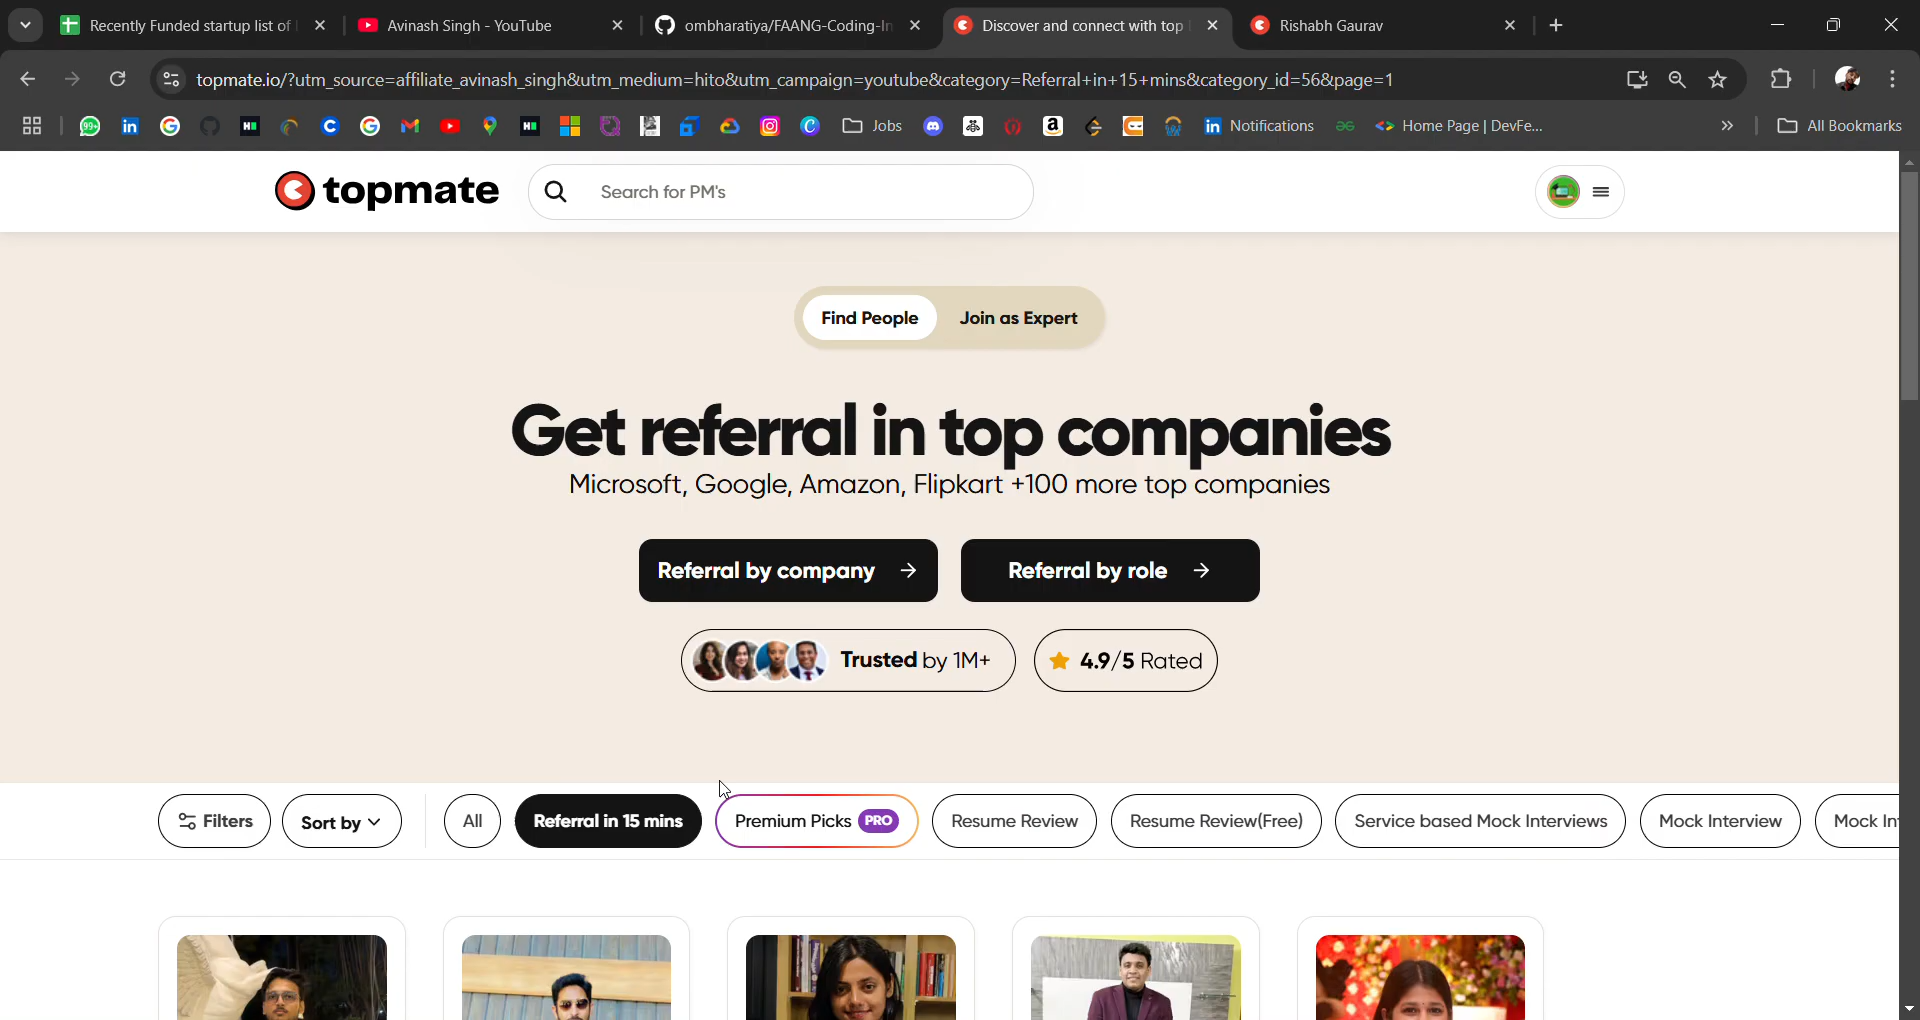 Recently Funded startup list of
Avinash Singh - YouTube
ombharatiya/FAANG-Coding-In
Discover and connect with top
Rishabh Gaurav
topmate.io/?utm_source=affiliate_avinash_singh&utm_medium=hito&utm_campaign=youtube&category=Referral+in+15+mins&category_id=56&page=1
99+
Jobs
Notifications
Home Page | DevFe...
All Bookmarks
topmate
Search for PM's
Find People
Join as Expert
Get referral in top companies
Microsoft, Google, Amazon, Flipkart +100 more top companies
Referral by company
Referral by role
Trusted by 1M+
4.9/5 Rated
Filters
Sort by
All
Referral in 15 mins
Premium Picks PRO
Resume Review
Resume Review(Free)
Service based Mock Interviews
Mock Interview
Mock In